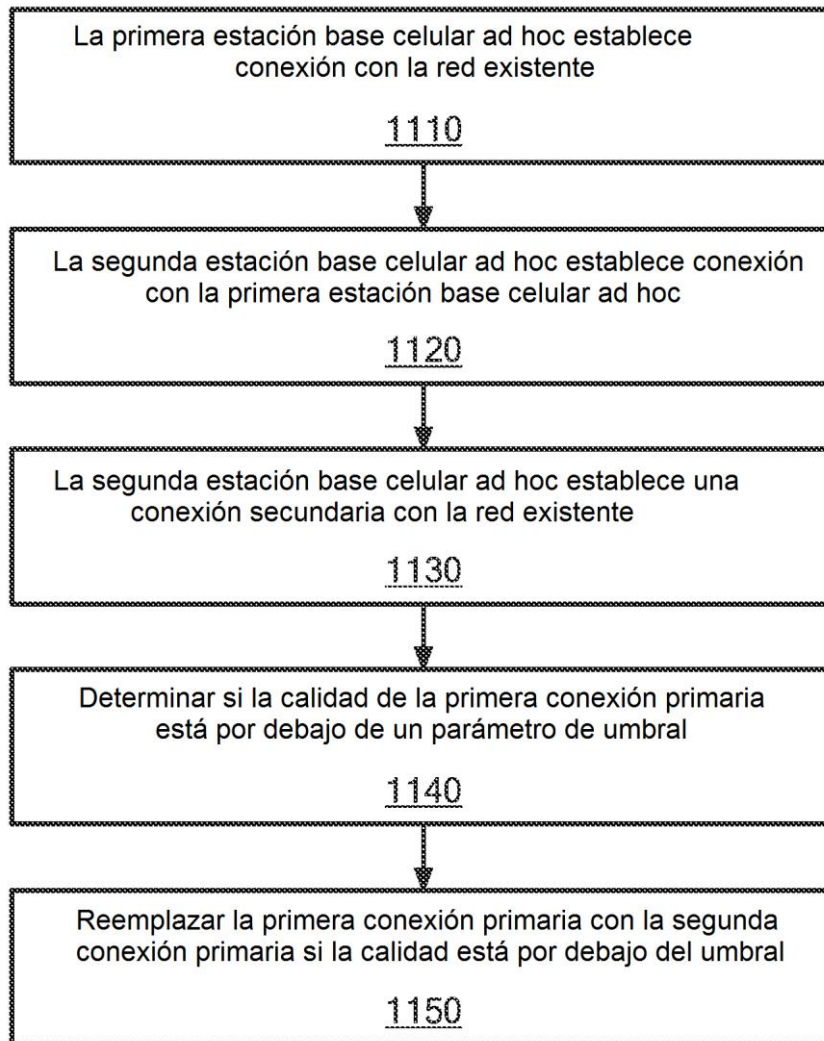 La primera estación base celular ad hoc establece
conexión con la red existente
1110
La segunda estación base celular ad hoc establece conexión
con la primera estación base celular ad hoc
1120
La segunda estación base celular ad hoc establece una
conexión secundaria con la red existente
1130
Determinar si la calidad de la primera conexión primaria
está por debajo de un parámetro de umbral
1140
Reemplazar la primera conexión primaria con la segunda
conexión primaria si la calidad está por debajo del umbral
1150